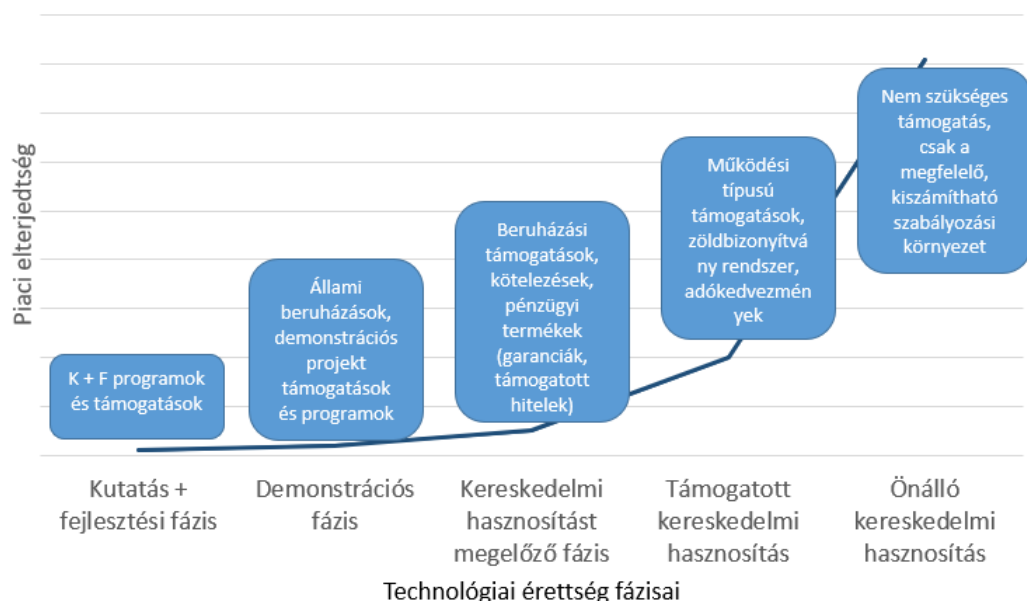 Piaci elterjedtség
K + F programok
és támogatások
Állami
beruházások,
demonstrációs
projekt
támogatások
és programok
Beruházási
támogatások,
kötelezések,
pénzügyi
termékek
(garanciák,
támogatott
hitelek)
Működési
típusú
támogatások,
zöldbizonyítvá
ny rendszer,
adókedvezmén
yek
Nem szükséges
támogatás,
csak a
megfelelő,
kiszámítható
szabályozási
környezet
Kutatás +
fejlesztési fázis
Demonstrációs
fázis
Kereskedelmi
hasznosítást
megelőző fázis
Támogatott
kereskedelmi
hasznosítás
Önálló
kereskedelmi
hasznosítás
Technológiai érettség fázisai